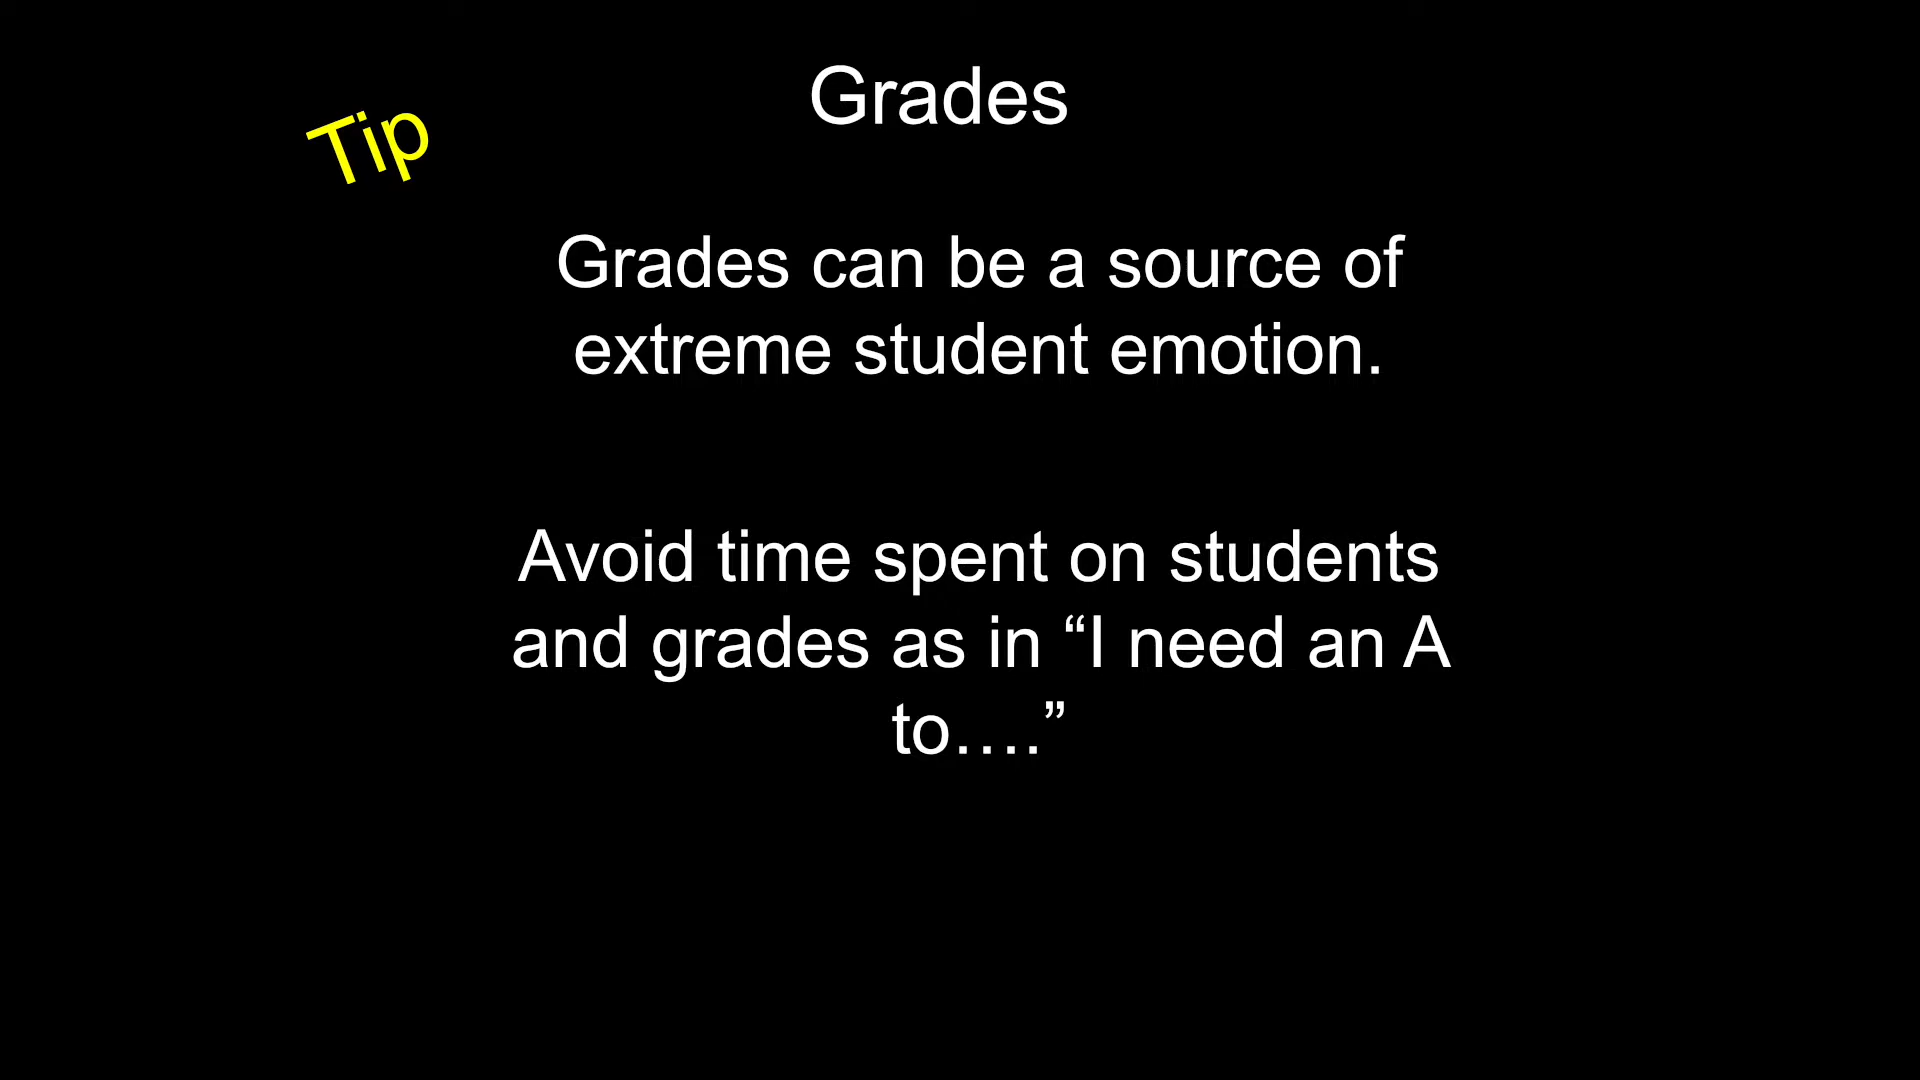 Grades
Tip
Grades can be a source of
extreme student emotion.
Avoid time spent on students
and grades as in “I need an A
to….”